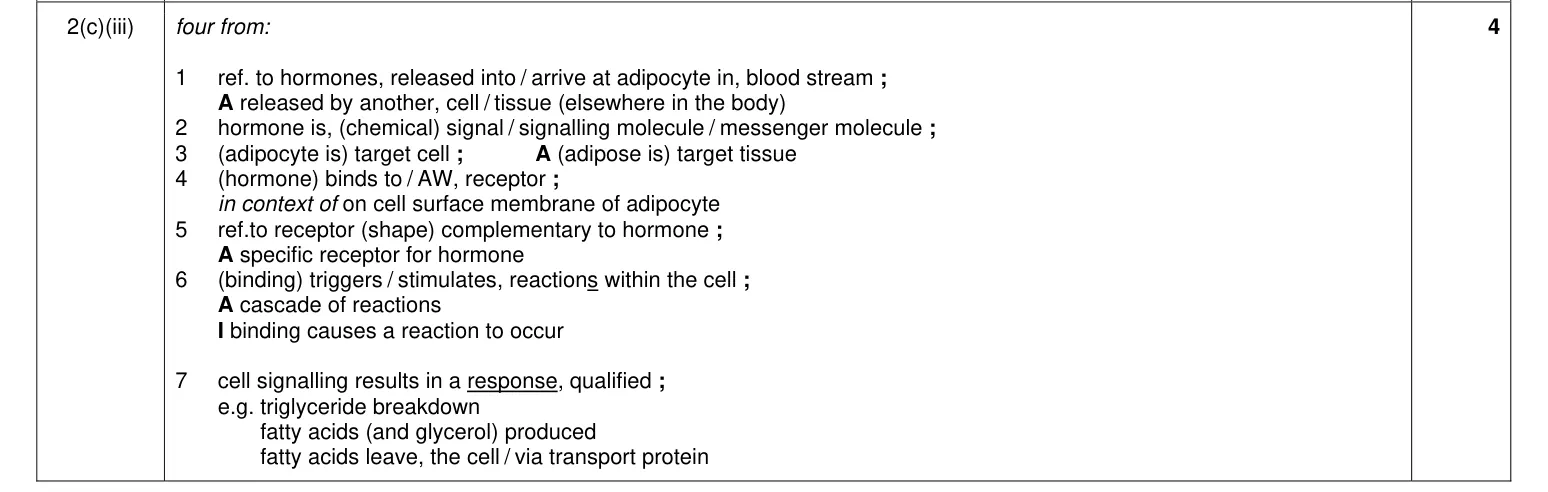 2(c)(iii) four from: 4
1 ref. to hormones, released into / arrive at adipocyte in, blood stream ;
A released by another, cell / tissue (elsewhere in the body)
2 hormone is, (chemical) signal / signalling molecule / messenger molecule ;
3 (adipocyte is) target cell ; A (adipose is) target tissue
4 (hormone) binds to / AW, receptor ;
in context of on cell surface membrane of adipocyte
5 ref.to receptor (shape) complementary to hormone ;
A specific receptor for hormone
6 (binding) triggers / stimulates, reactions within the cell ;
A cascade of reactions
I binding causes a reaction to occur
7 cell signalling results in a response, qualified ;
e.g. triglyceride breakdown
fatty acids (and glycerol) produced
fatty acids leave, the cell / via transport protein